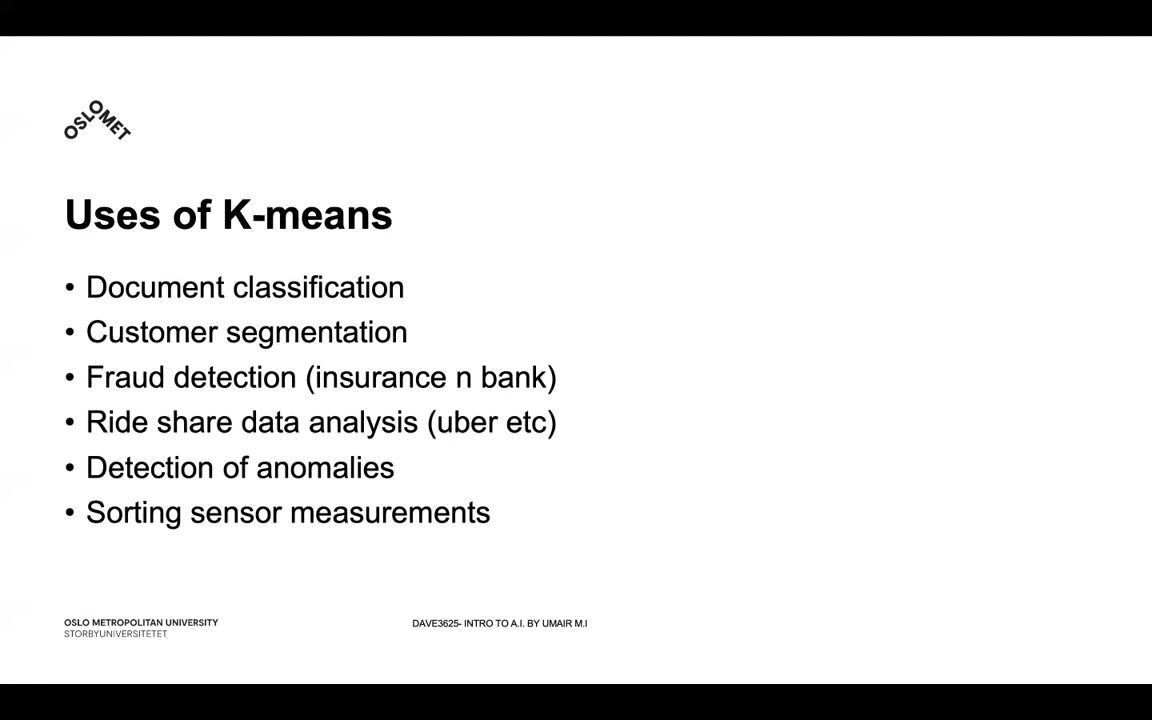 OSLOMET
Uses of K-means
• Document classification
• Customer segmentation
• Fraud detection (insurance n bank)
• Ride share data analysis (uber etc)
• Detection of anomalies
• Sorting sensor measurements
OSLO METROPOLITAN UNIVERSITY
STORBYUNIVERSITETET
DAVE3625- INTRO TO A.I. BY UMAIR M.I